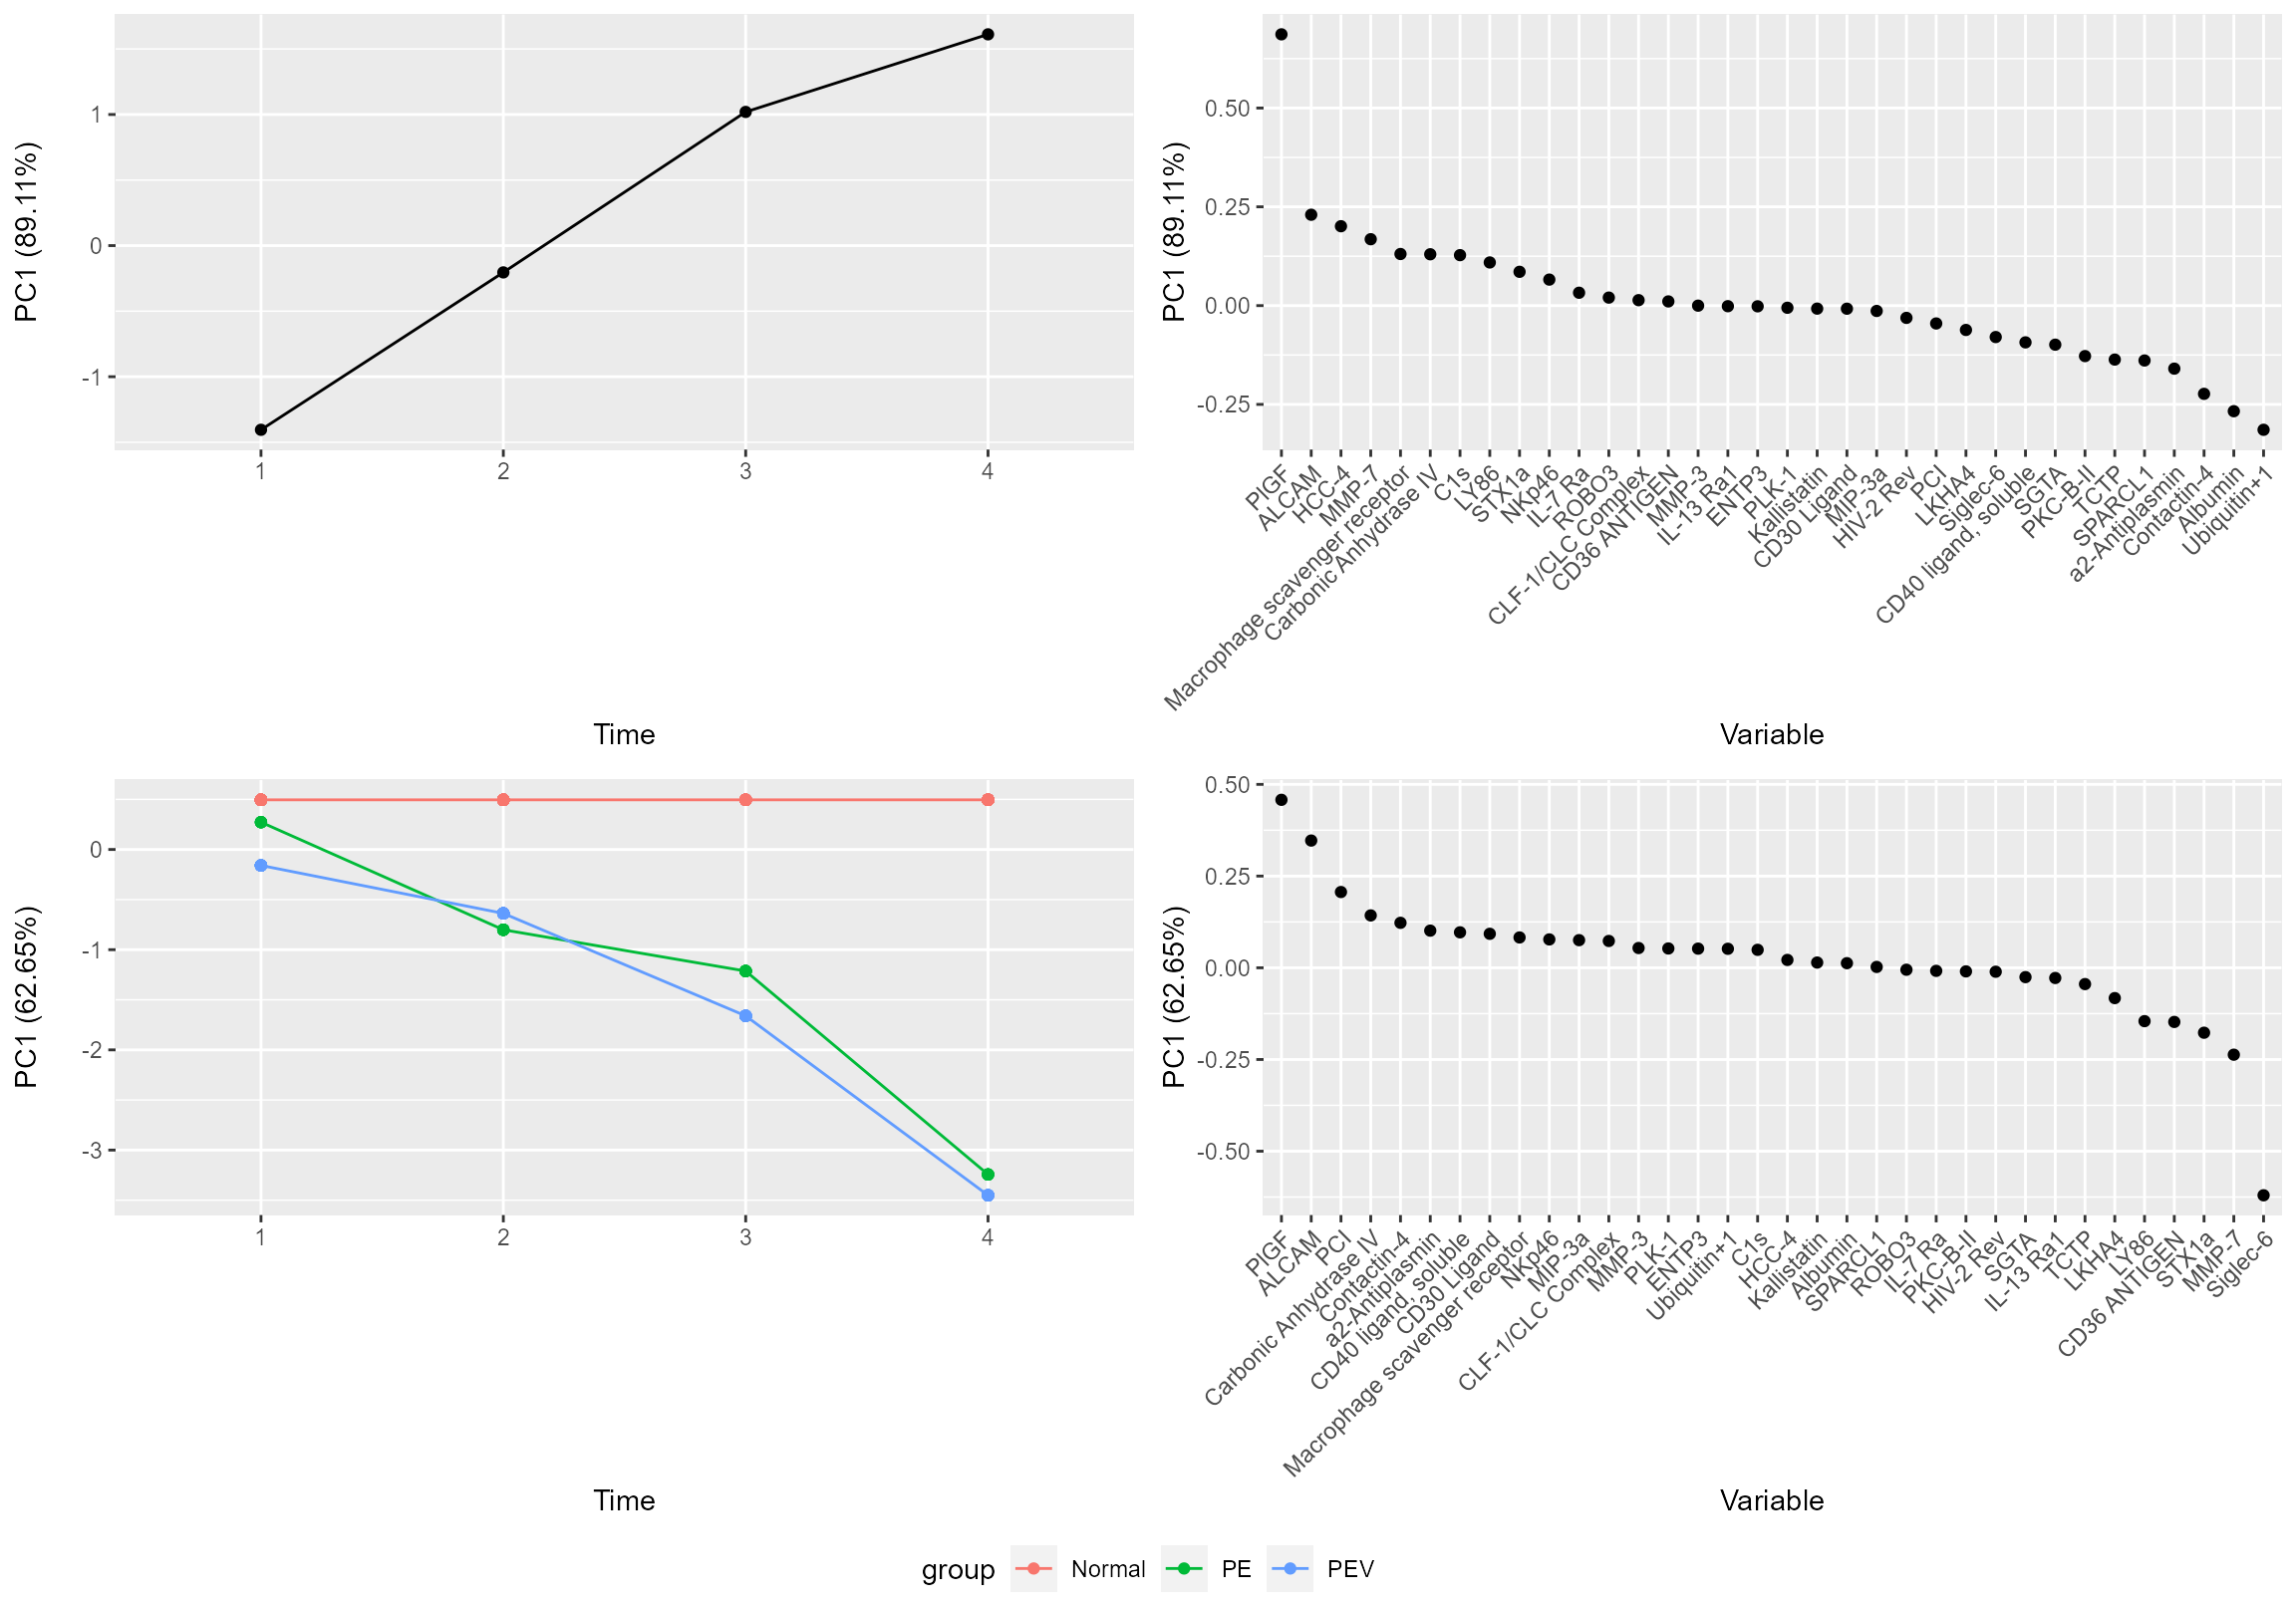 PC1 (89.11%)
1
0
-1
1
2
3
4
Time
PC1 (89.11%)
0.50
0.25
0.00
-0.25
PlGF
ALCAM
HCC-4
MMP-7
Macrophage scavenger receptor
Carbonic Anhydrase IV
C1s
LY86
STX1a
NKp46
IL-7 Ra
ROBO3
CLF-1/CLC Complex
CD36 ANTIGEN
MMP-3
IL-13 Ra1
ENTP3
PLK-1
Kallistatin
CD30 Ligand
MIP-3a
HIV-2 Rev
PCI
LKHA4
Siglec-6
CD40 ligand, soluble
SGTA
PKC-B-II
TCTP
SPARCL1
a2-Antiplasmin
Contactin-4
Albumin
Ubiquitin+1
Variable
PC1 (62.65%)
0
-1
-2
-3
1
2
3
4
Time
PC1 (62.65%)
0.50
0.25
0.00
-0.25
-0.50
PlGF
ALCAM
PCI
Carbonic Anhydrase IV
Contactin-4
a2-Antiplasmin
CD40 ligand, soluble
CD30 Ligand
Macrophage scavenger receptor
NKp46
MIP-3a
CLF-1/CLC Complex
MMP-3
PLK-1
ENTP3
Ubiquitin+1
C1s
HCC-4
Kallistatin
Albumin
SPARCL1
ROBO3
IL-7 Ra
PKC-B-II
HIV-2 Rev
SGTA
IL-13 Ra1
TCTP
LKHA4
LY86
CD36 ANTIGEN
STX1a
MMP-7
Siglec-6
Variable
group Normal PE PEV